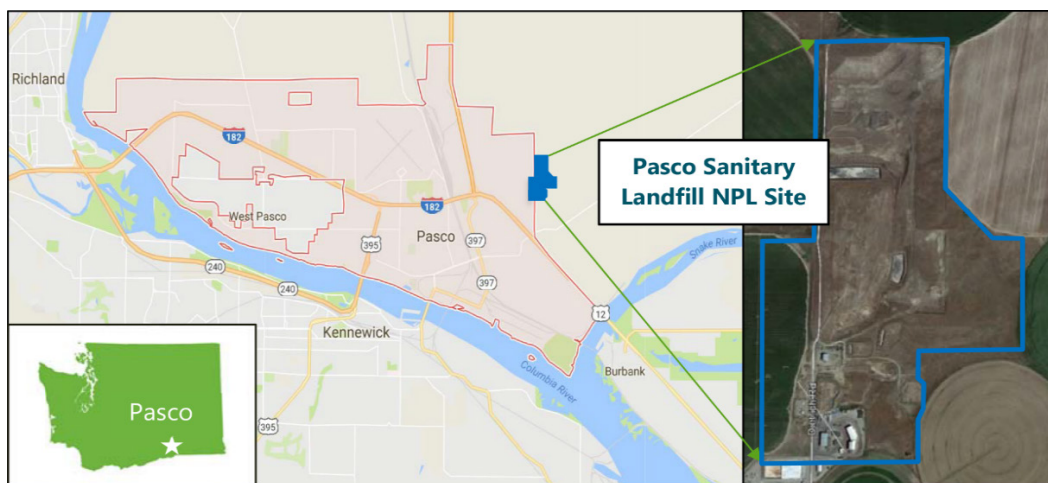 Richland
182
West Pasco
182
Pasco
395
397
397
240
240
Kennewick
Snake River
12
Burbank
Columbia River
395
Pasco
Pasco Sanitary
Landfill NPL Site